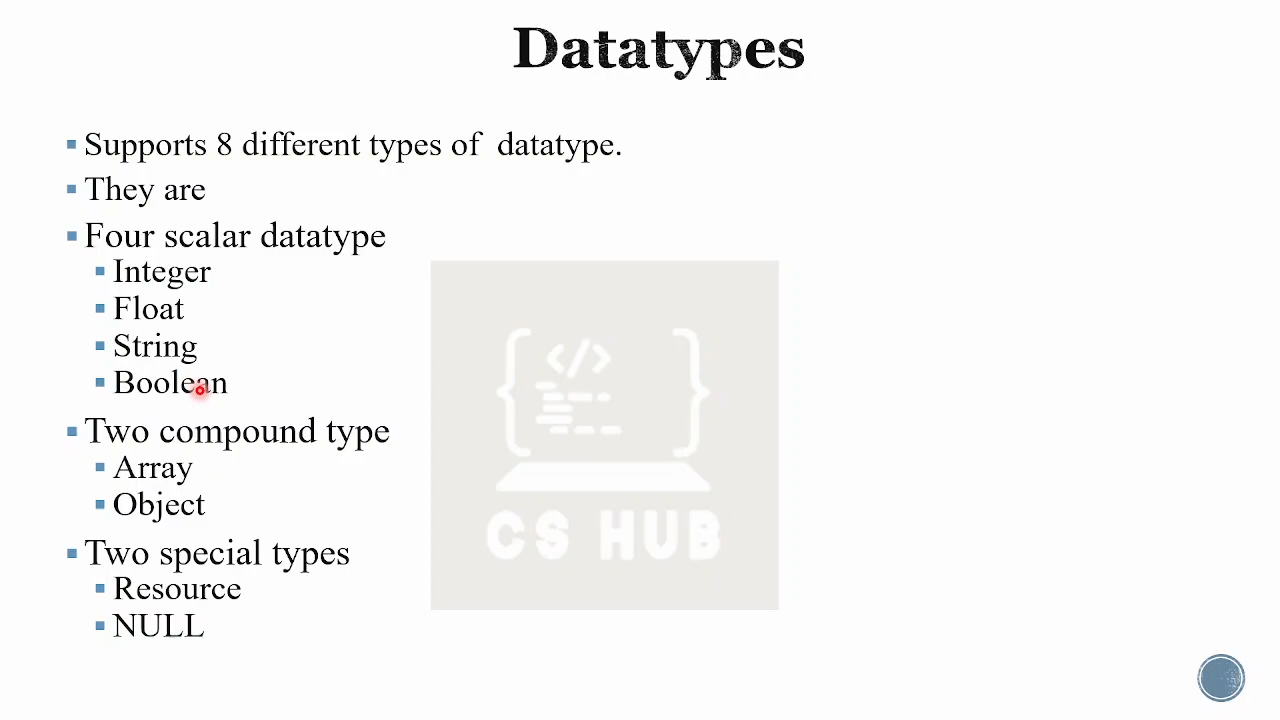 Datatypes
Supports 8 different types of datatype.
They are
Four scalar datatype
Integer
Float
String
Boolean
Two compound type
Array
Object
Two special types
Resource
NULL
</>
CS HUB